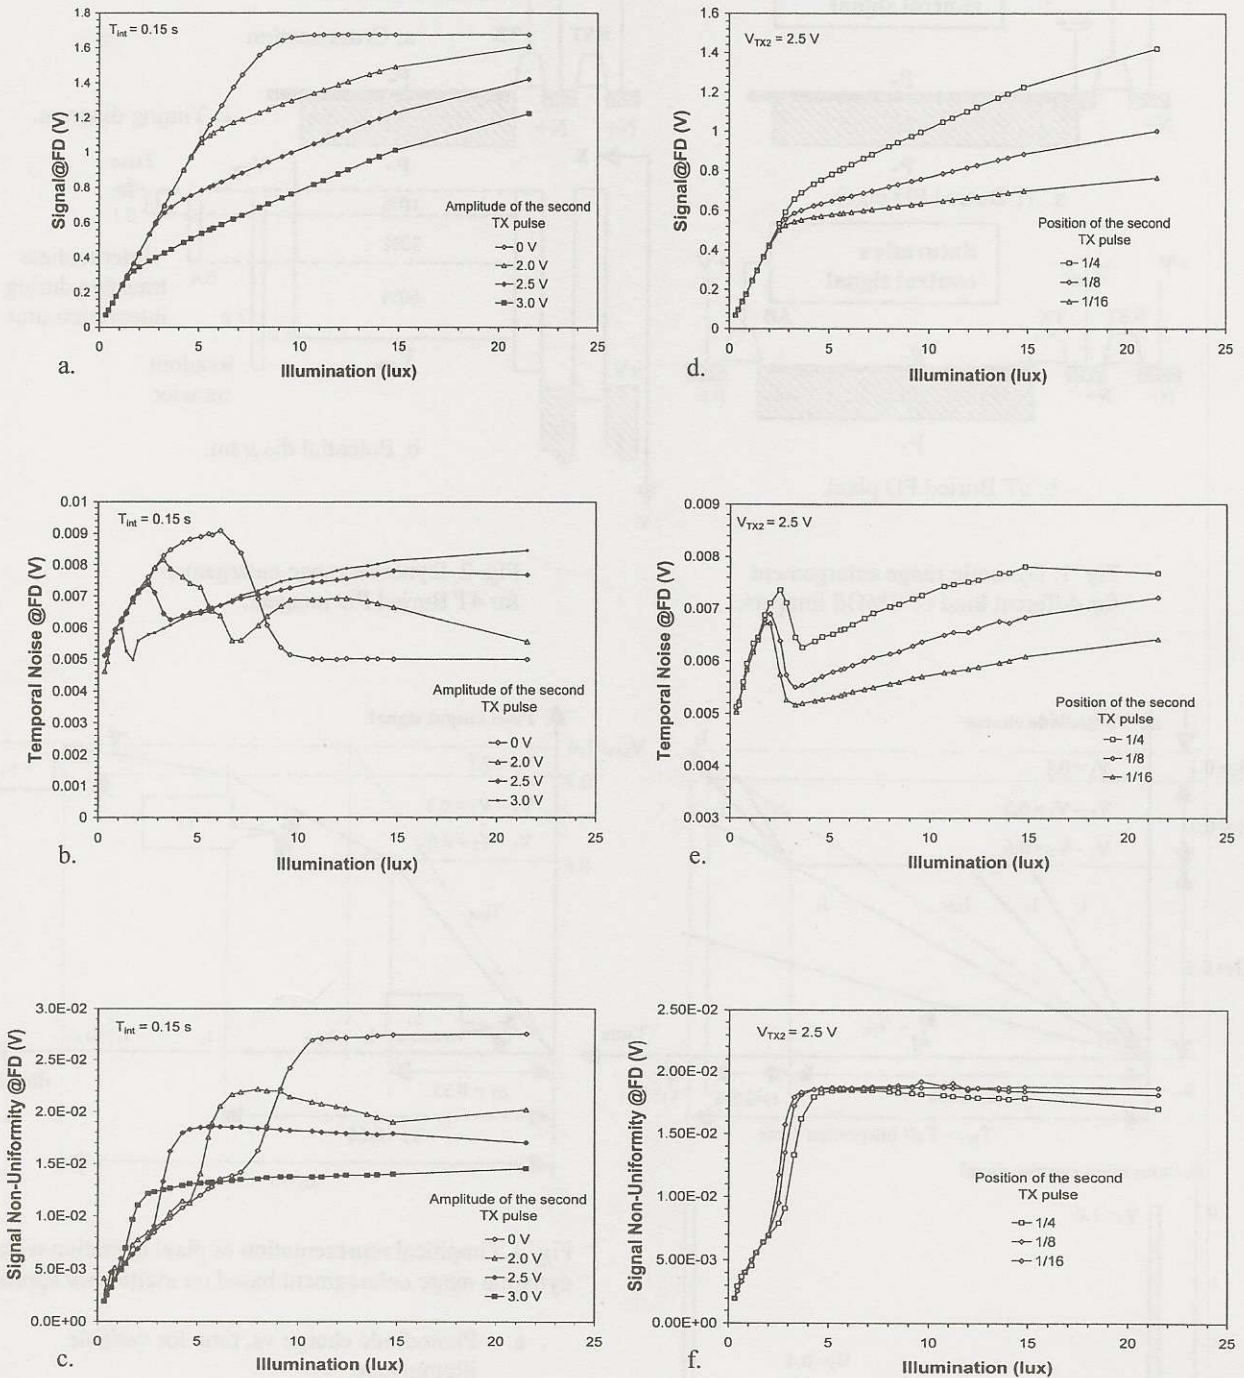 T_int = 0.15 s
Signal@FD (V)
1.8
1.6
1.4
1.2
1
0.8
0.6
0.4
0.2
0
0 5 10 15 20 25
Illumination (lux)
Amplitude of the second
TX pulse
0 V
2.0 V
2.5 V
3.0 V
a.
V_TX2 = 2.5 V
Signal@FD (V)
1.6
1.4
1.2
1
0.8
0.6
0.4
0.2
0
0 5 10 15 20 25
Illumination (lux)
Position of the second
TX pulse
1/4
1/8
1/16
d.
T_int = 0.15 s
Temporal Noise @FD (V)
0.01
0.009
0.008
0.007
0.006
0.005
0.004
0.003
0.002
0.001
0
0 5 10 15 20 25
Illumination (lux)
Amplitude of the second
TX pulse
0 V
2.0 V
2.5 V
3.0 V
b.
V_TX2 = 2.5 V
Temporal Noise @FD (V)
0.009
0.008
0.007
0.006
0.005
0.004
0.003
0 5 10 15 20 25
Illumination (lux)
Position of the second
TX pulse
1/4
1/8
1/16
e.
T_int = 0.15 s
Signal Non-Uniformity @FD (V)
3.0E-02
2.5E-02
2.0E-02
1.5E-02
1.0E-02
5.0E-03
0.0E+00
0 5 10 15 20 25
Illumination (lux)
Amplitude of the second
TX pulse
0 V
2.0 V
2.5 V
3.0 V
c.
V_TX2 = 2.5 V
Signal Non-Uniformity @FD (V)
2.50E-02
2.00E-02
1.50E-02
1.00E-02
5.00E-03
0.00E+00
0 5 10 15 20 25
Illumination (lux)
Position of the second
TX pulse
1/4
1/8
1/16
f.